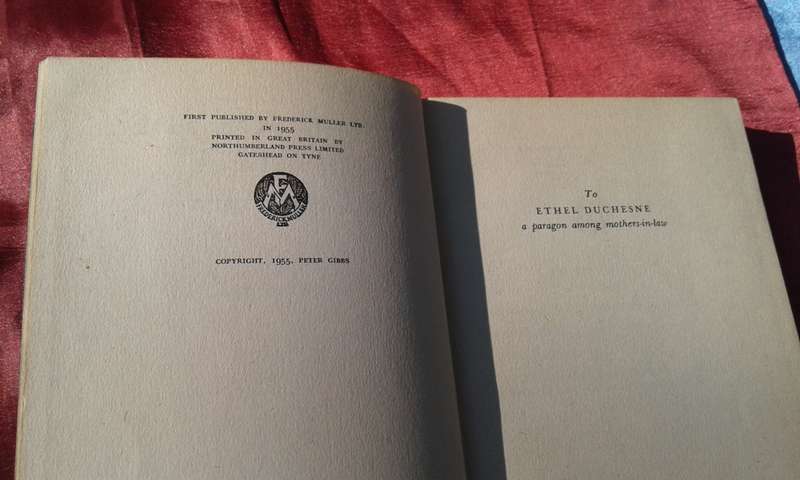 FIRST PUBLISHED BY FREDERICK MULLER LTD.
IN 1955
PRINTED IN GREAT BRITAIN BY
NORTHUMBERLAND PRESS LIMITED
GATESHEAD ON TYNE
FM
FREDERICK MULLER
LTD.
COPYRIGHT, 1955, PETER GIBBS
To
ETHEL DUCHESNE
a paragon among mothers-in-law